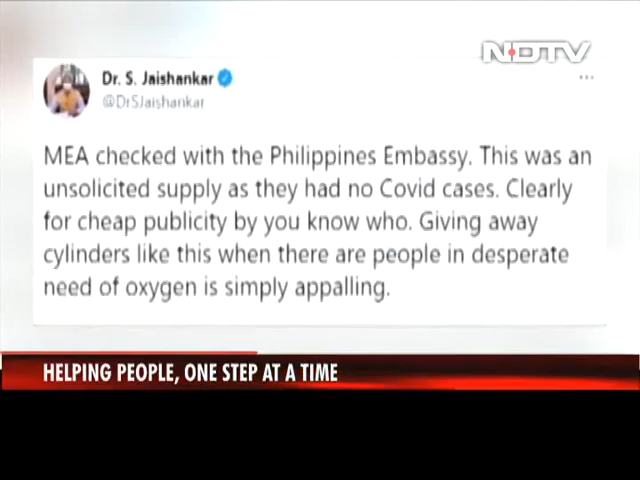 NDTV
Dr. S. Jaishankar
@DrSJaishankar
MEA checked with the Philippines Embassy. This was an
unsolicited supply as they had no Covid cases. Clearly
for cheap publicity by you know who. Giving away
cylinders like this when there are people in desperate
need of oxygen is simply appalling.
HELPING PEOPLE, ONE STEP AT A TIME